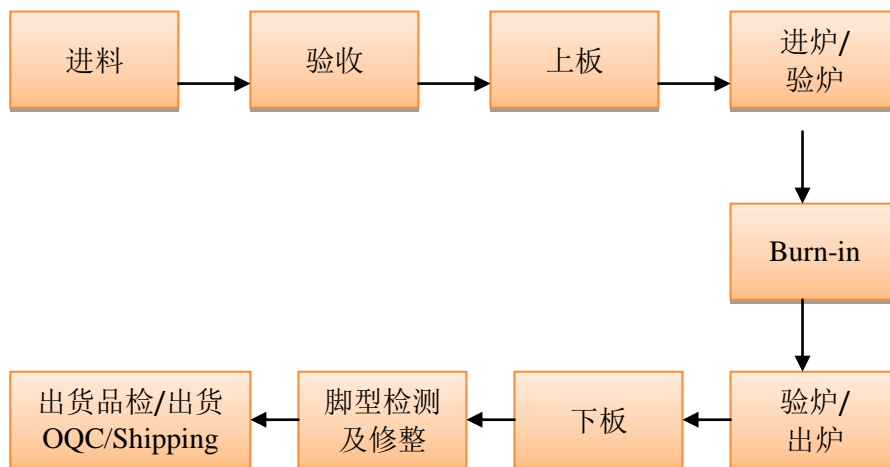 进料
验收
上板
进炉/
验炉
Burn-in
验炉/
出炉
下板
脚型检测
及修整
出货品检/出货
OQC/Shipping